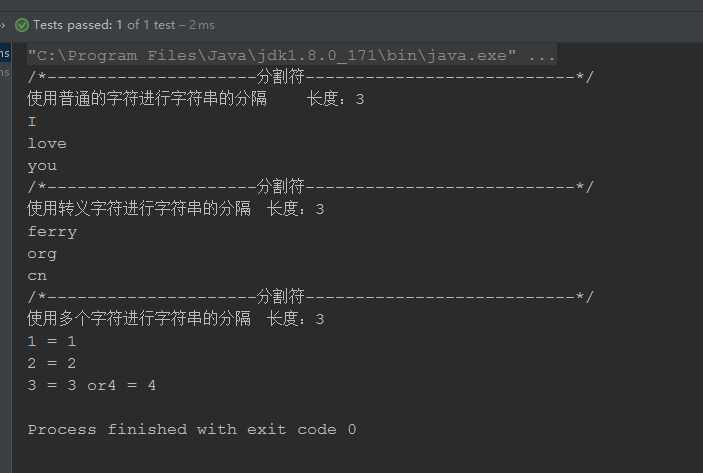 Tests passed: 1 of 1 test – 2 ms
"C:\Program Files\Java\jdk1.8.0_171\bin\java.exe" ...
/*---------------------分割符---------------------------*/
使用普通的字符进行字符串的分隔    长度：3
I
love
you
/*---------------------分割符---------------------------*/
使用转义字符进行字符串的分隔  长度：3
ferry
org
cn
/*---------------------分割符---------------------------*/
使用多个字符进行字符串的分隔  长度：3
1 = 1
2 = 2
3 = 3 or4 = 4
Process finished with exit code 0